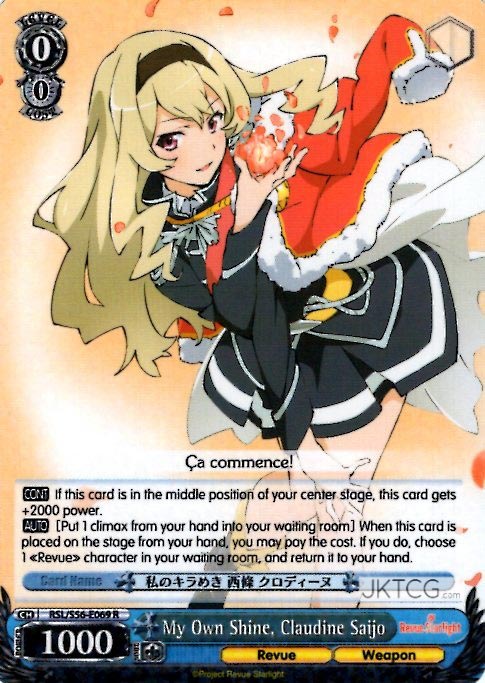 LEVEL
0
0
COST
Ça commence!
CONT If this card is in the middle position of your center stage, this card gets
+2000 power.
AUTO [Put 1 climax from your hand into your waiting room] When this card is
placed on the stage from your hand, you may pay the cost. If you do, choose
1 «Revue» character in your waiting room, and return it to your hand.
Card Name 私のキラめき 西條 クロディーヌ
JKTCG.com
CH RSL/S56-E069 R
POWER 1000 My Own Shine, Claudine Saijo Revue Starlight
Revue Weapon
©Project Revue Starlight